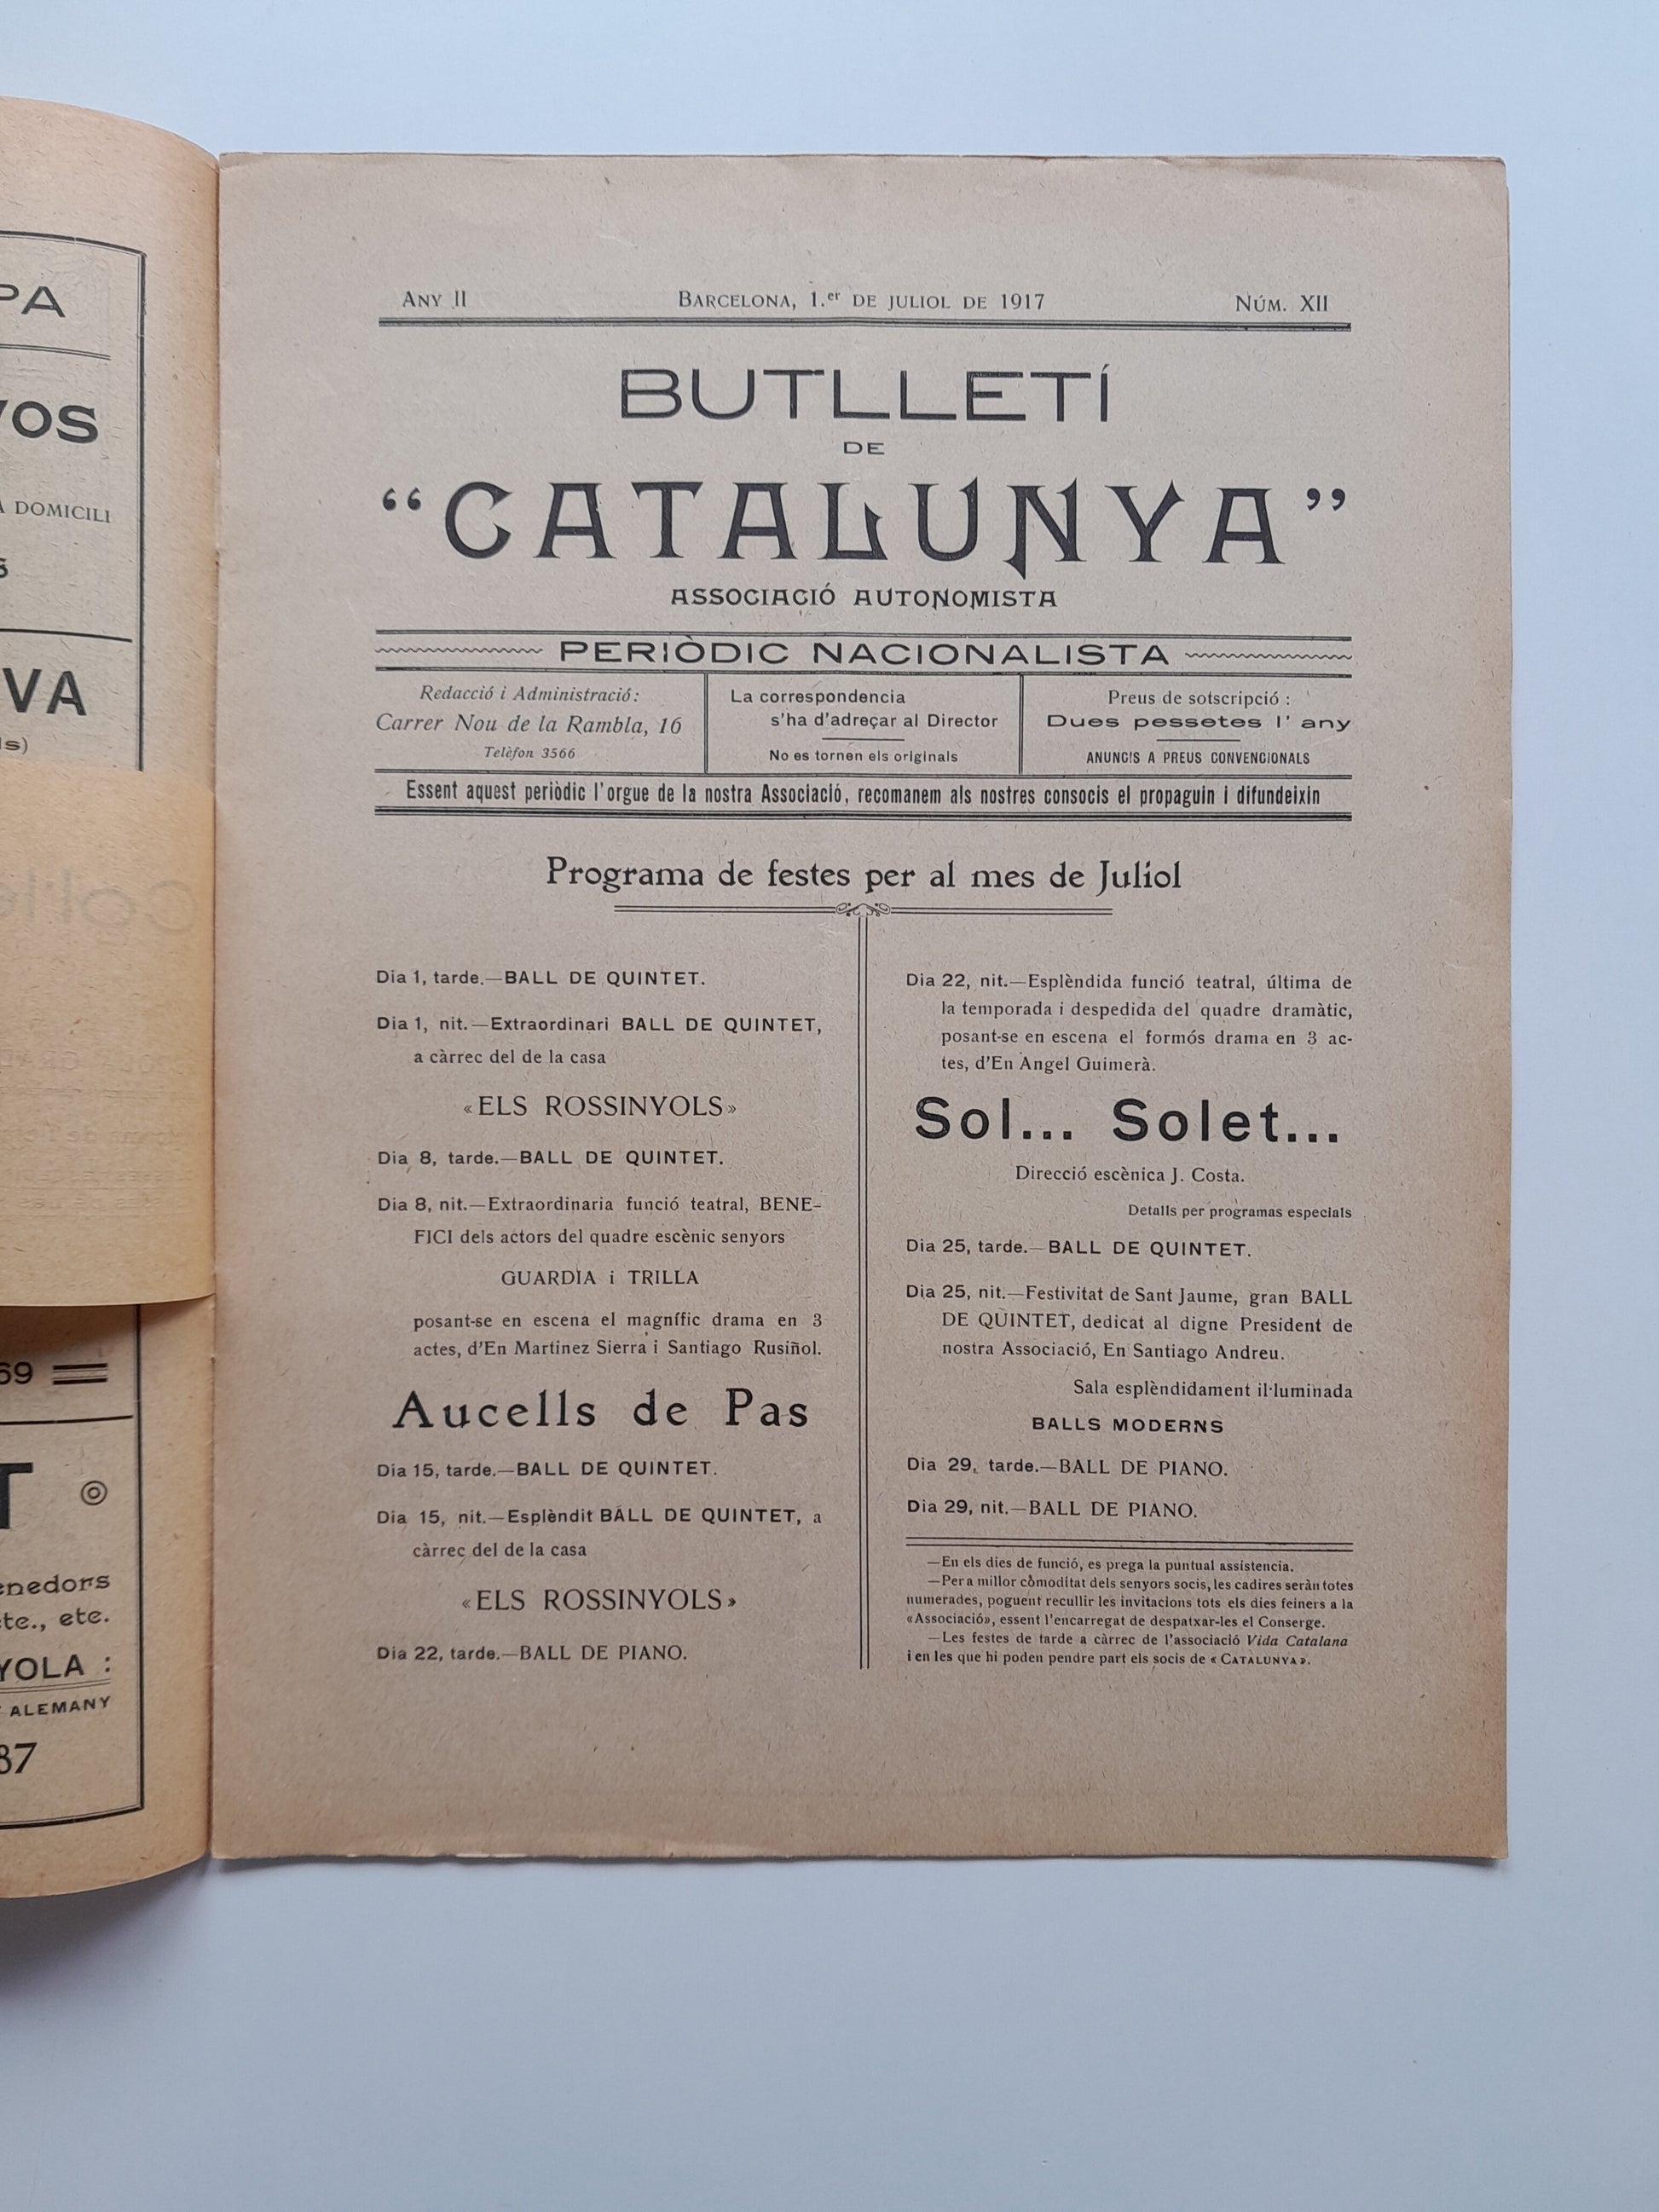 PA
VOS
A DOMICILI
VA
ls)
69
T
enedors
etc., etc.
YOLA :
ALEMANY
87
ANY II
BARCELONA, 1.er DE JULIOL DE 1917
NÚM. XII
BUTLLETÍ
DE
“CATALUNYA”
ASSOCIACIÓ AUTONOMISTA
PERIÒDIC NACIONALISTA
Redacció i Administració:
Carrer Nou de la Rambla, 16
Telèfon 3566
La correspondencia
s'ha d'adreçar al Director
No es tornen els originals
Preus de sotscripció :
Dues pessetes l' any
ANUNCIS A PREUS CONVENCIONALS
Essent aquest periòdic l'orgue de la nostra Associació, recomanem als nostres consocis el propaguin i difundeixin
Programa de festes per al mes de Juliol
Dia 1, tarde.—BALL DE QUINTET.
Dia 1, nit.—Extraordinari BALL DE QUINTET,
a càrrec del de la casa
«ELS ROSSINYOLS»
Dia 8, tarde.—BALL DE QUINTET.
Dia 8, nit.—Extraordinaria funció teatral, BENE-
FICI dels actors del quadre escènic senyors
GUARDIA i TRILLA
posant-se en escena el magnífic drama en 3
actes, d'En Martinez Sierra i Santiago Rusiñol.
Aucells de Pas
Dia 15, tarde.—BALL DE QUINTET.
Dia 15, nit.—Esplèndit BALL DE QUINTET, a
càrrec del de la casa
«ELS ROSSINYOLS»
Dia 22, tarde.—BALL DE PIANO.
Dia 22, nit.—Esplèndida funció teatral, última de
la temporada i despedida del quadre dramàtic,
posant-se en escena el formós drama en 3 ac-
tes, d'En Angel Guimerà.
Sol... Solet...
Direcció escènica J. Costa.
Detalls per programas especials
Dia 25, tarde.—BALL DE QUINTET.
Dia 25, nit.—Festivitat de Sant Jaume, gran BALL
DE QUINTET, dedicat al digne President de
nostra Associació, En Santiago Andreu.
Sala esplèndidament il·luminada
BALLS MODERNS
Dia 29, tarde.—BALL DE PIANO.
Dia 29, nit.—BALL DE PIANO.
—En els dies de funció, es prega la puntual assistencia.
—Pera millor còmoditat dels senyors socis, les cadires seràn totes
numerades, poguent recullir les invitacions tots els dies feiners a la
«Associació», essent l'encarregat de despatxar-les el Conserge.
—Les festes de tarde a càrrec de l'associació Vida Catalana
i en les que hi poden pendre part els socis de « CATALUNYA ».